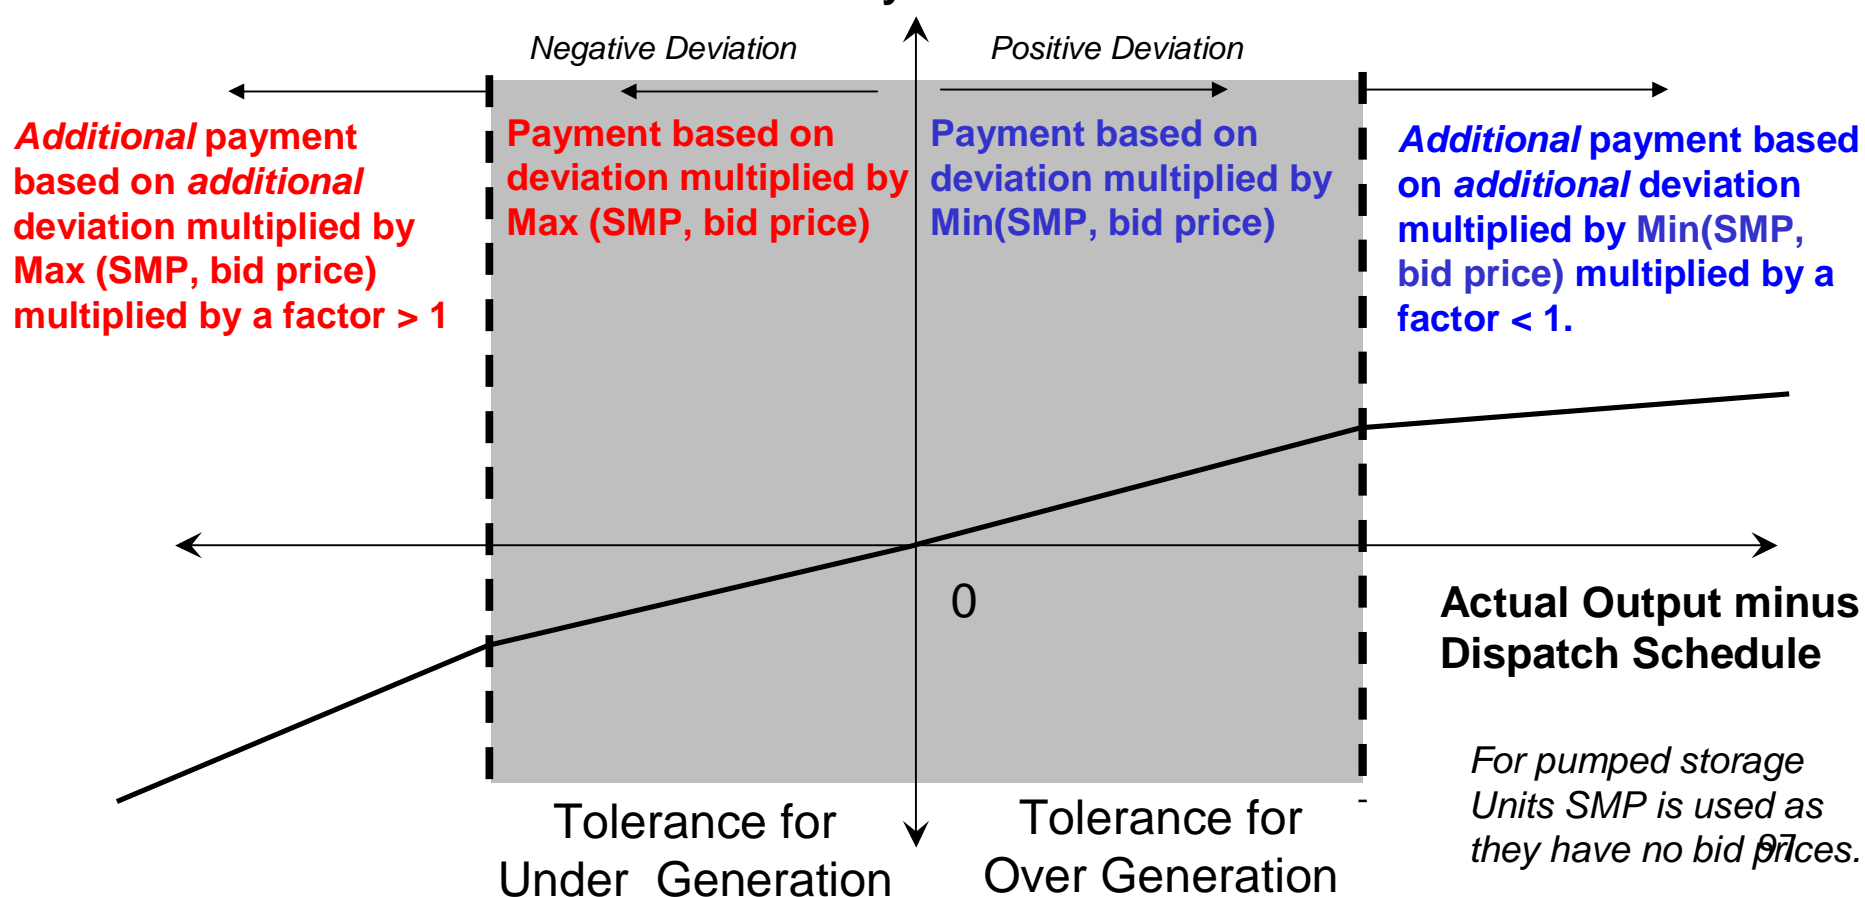 Negative Deviation
Positive Deviation
Additional payment
based on additional
deviation multiplied by
Max (SMP, bid price)
multiplied by a factor > 1
Payment based on
deviation multiplied by
Max (SMP, bid price)
Payment based on
deviation multiplied by
Min(SMP, bid price)
Additional payment based
on additional deviation
multiplied by Min(SMP,
bid price) multiplied by a
factor < 1.
0
Actual Output minus
Dispatch Schedule
For pumped storage
Units SMP is used as
they have no bid prices.
97
Tolerance for
Under Generation
Tolerance for
Over Generation